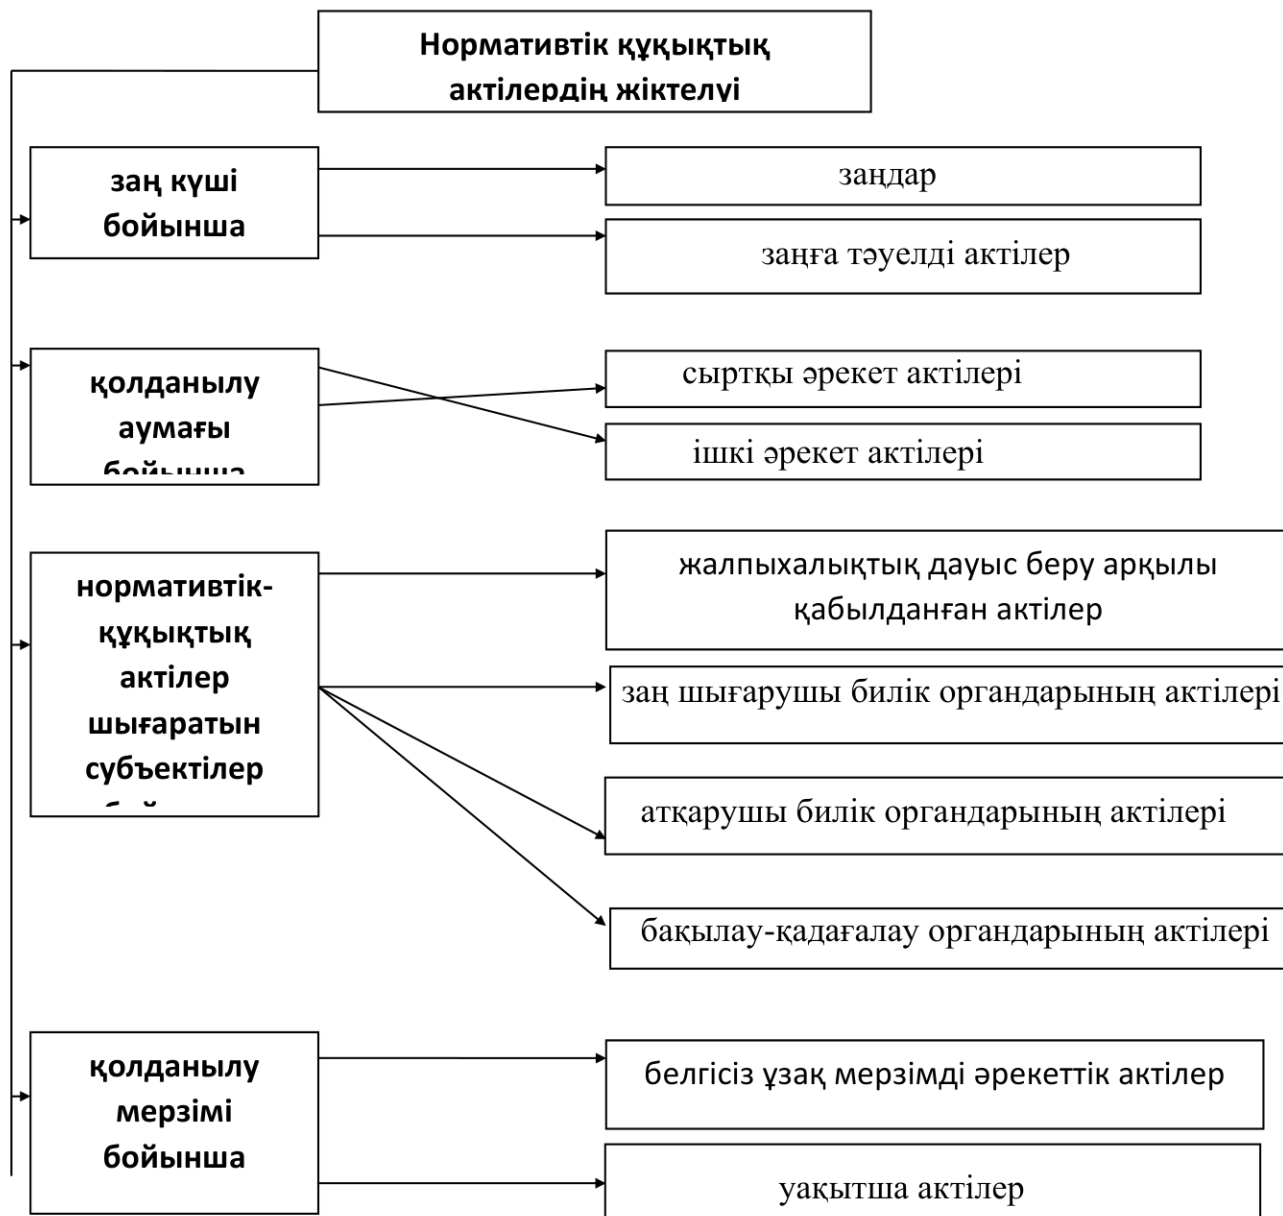 Нормативтік құқықтық
актілердің жіктелуі
заң күші
бойынша
заңдар
заңға тәуелді актілер
қолданылу
аумағы
бойынша
сыртқы әрекет актілері
ішкі әрекет актілері
нормативтік-
құқықтық
актілер
шығаратын
субъектілер
жалпыхалықтық дауыс беру арқылы
қабылданған актілер
заң шығарушы билік органдарының актілері
атқарушы билік органдарының актілері
бақылау-қадағалау органдарының актілері
қолданылу
мерзімі
бойынша
белгісіз ұзақ мерзімді әрекеттік актілер
уақытша актілер